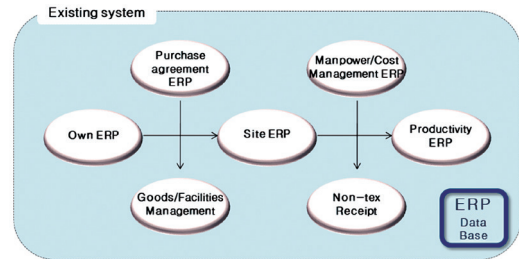 Existing system
Purchase
agreement
ERP
Manpower/Cost
Management ERP
Own ERP
Site ERP
Productivity
ERP
Goods/Facilities
Management
Non-tex
Receipt
ERP
Data
Base